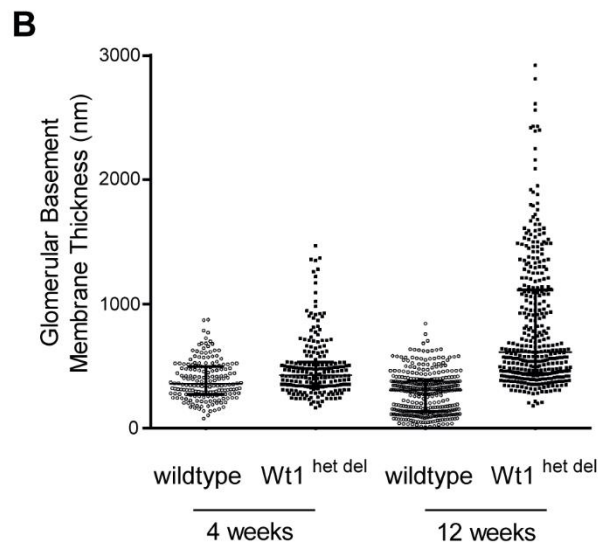 B
Glomerular Basement
Membrane Thickness (nm)
3000
2000
1000
0
wildtype Wt1 het del wildtype Wt1 het del
4 weeks 12 weeks